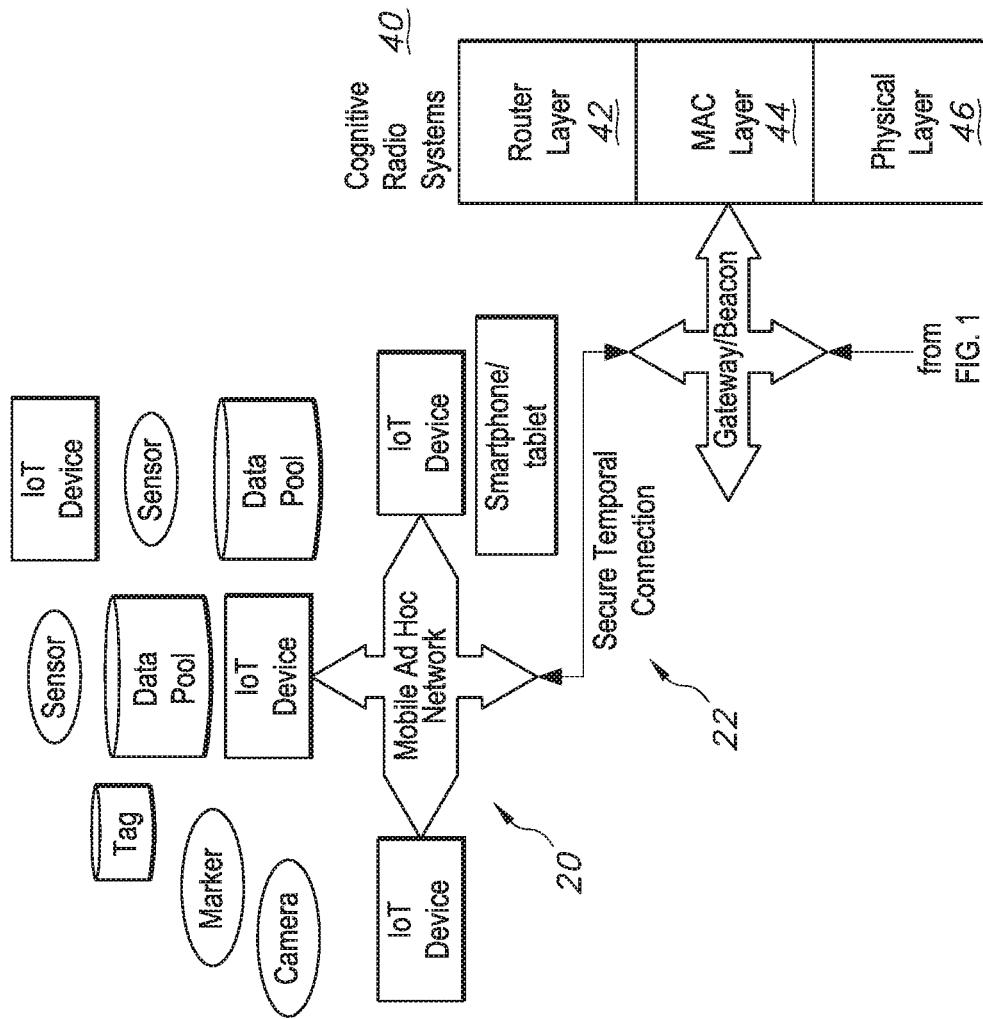 IoT
Device
Sensor
Tag
Sensor
Data
Pool
Marker
Data
Pool
IoT
Device
Camera
IoT
Device
Mobile Ad Hoc
Network
IoT
Device
Smartphone/
tablet
20
Secure Temporal
Connection
22
Cognitive
Radio
Systems
40
Gateway/Beacon
Router
Layer
42
MAC
Layer
44
Physical
Layer
46
from
FIG. 1